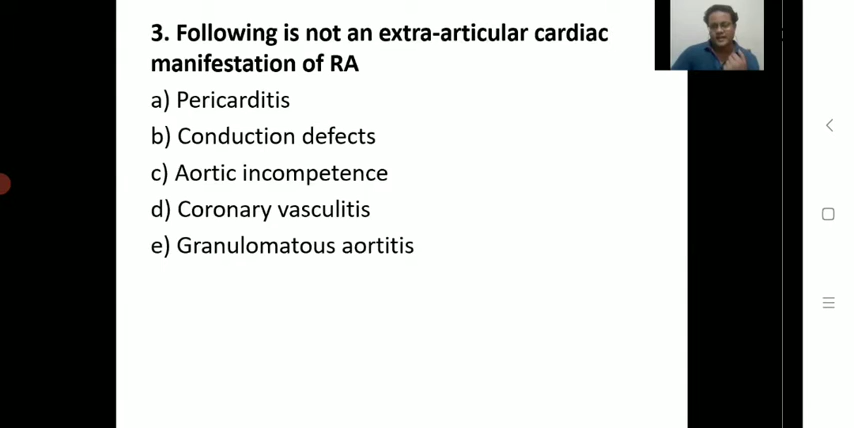 3. Following is not an extra-articular cardiac
manifestation of RA
a) Pericarditis
b) Conduction defects
c) Aortic incompetence
d) Coronary vasculitis
e) Granulomatous aortitis